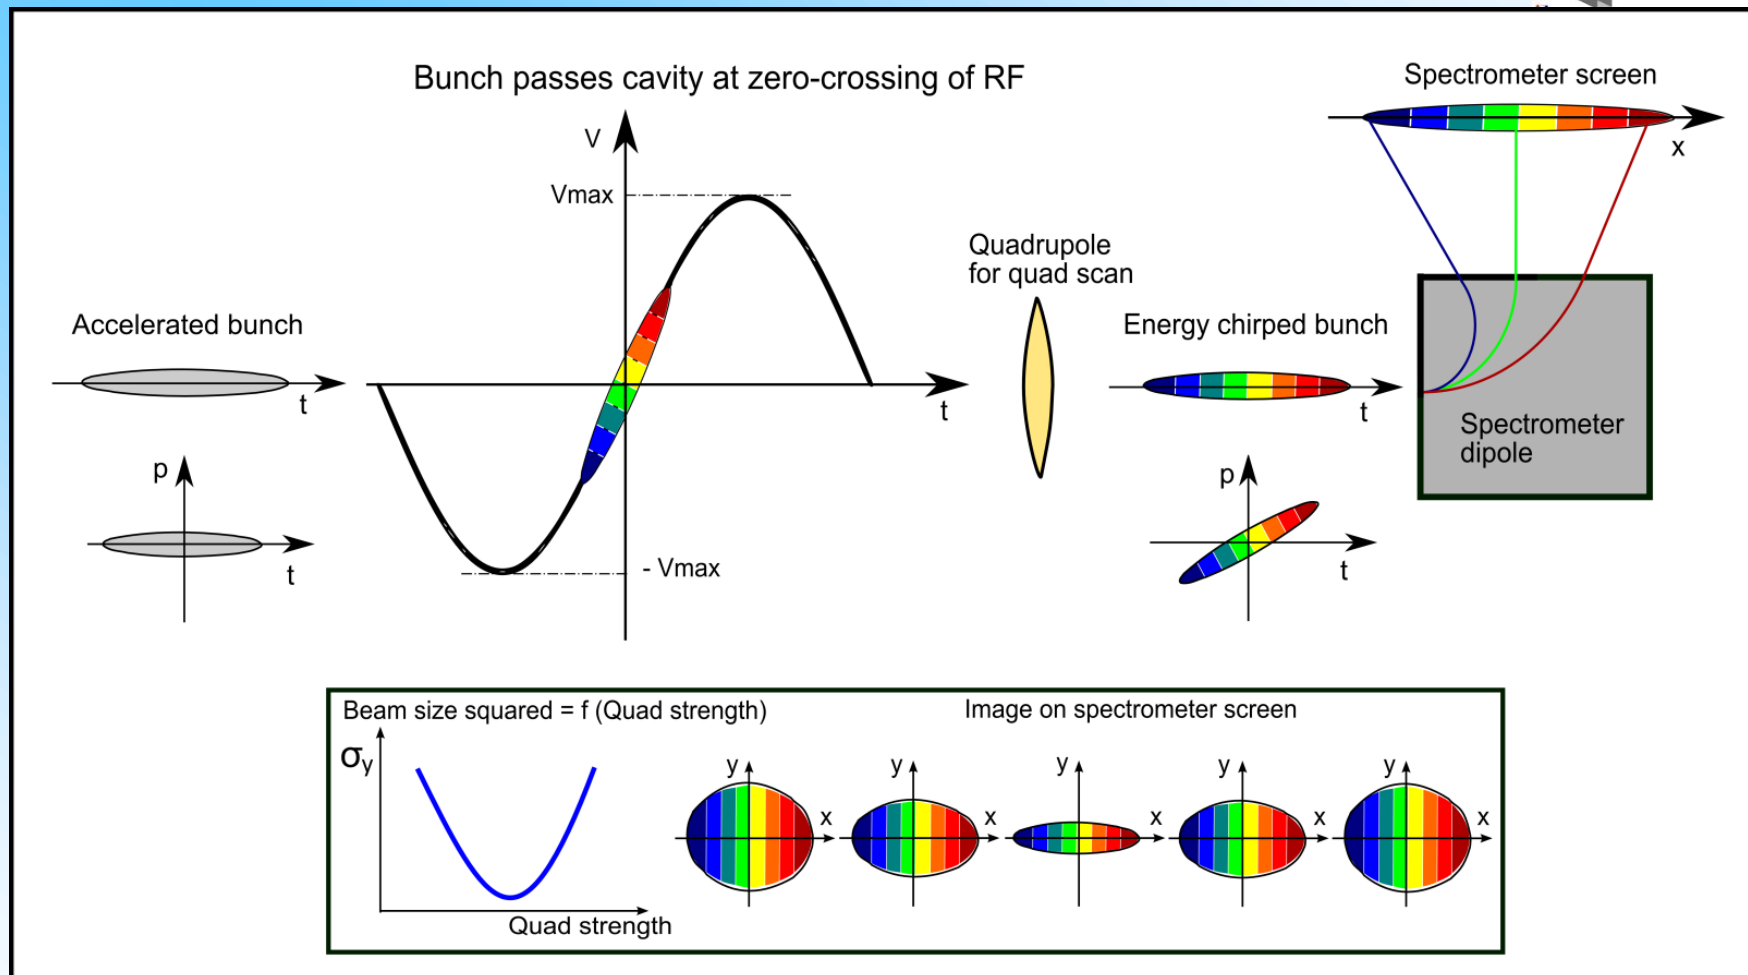 Bunch passes cavity at zero-crossing of RF
Spectrometer screen
x
V
Vmax
Quadrupole
for quad scan
Accelerated bunch
t
t
Energy chirped bunch
t
Spectrometer
dipole
p
t
- Vmax
p
t
Beam size squared = f (Quad strength)
Image on spectrometer screen
σy
Quad strength
y
x
y
x
y
x
y
x
y
x